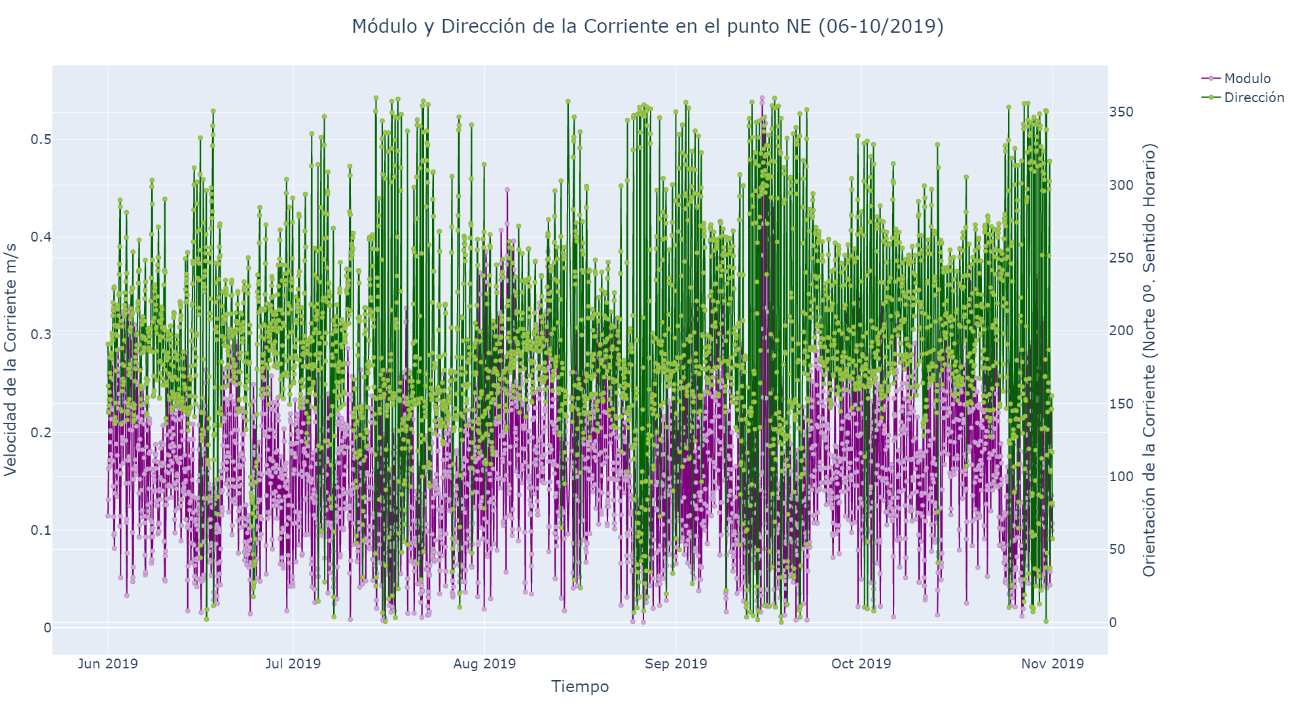 Módulo y Dirección de la Corriente en el punto NE (06-10/2019)
Modulo
Dirección
Velocidad de la Corriente m/s
0.5
0.4
0.3
0.2
0.1
0
350
300
250
200
150
100
50
0
Orientación de la Corriente (Norte 0º. Sentido Horario)
Jun 2019
Jul 2019
Aug 2019
Sep 2019
Oct 2019
Nov 2019
Tiempo